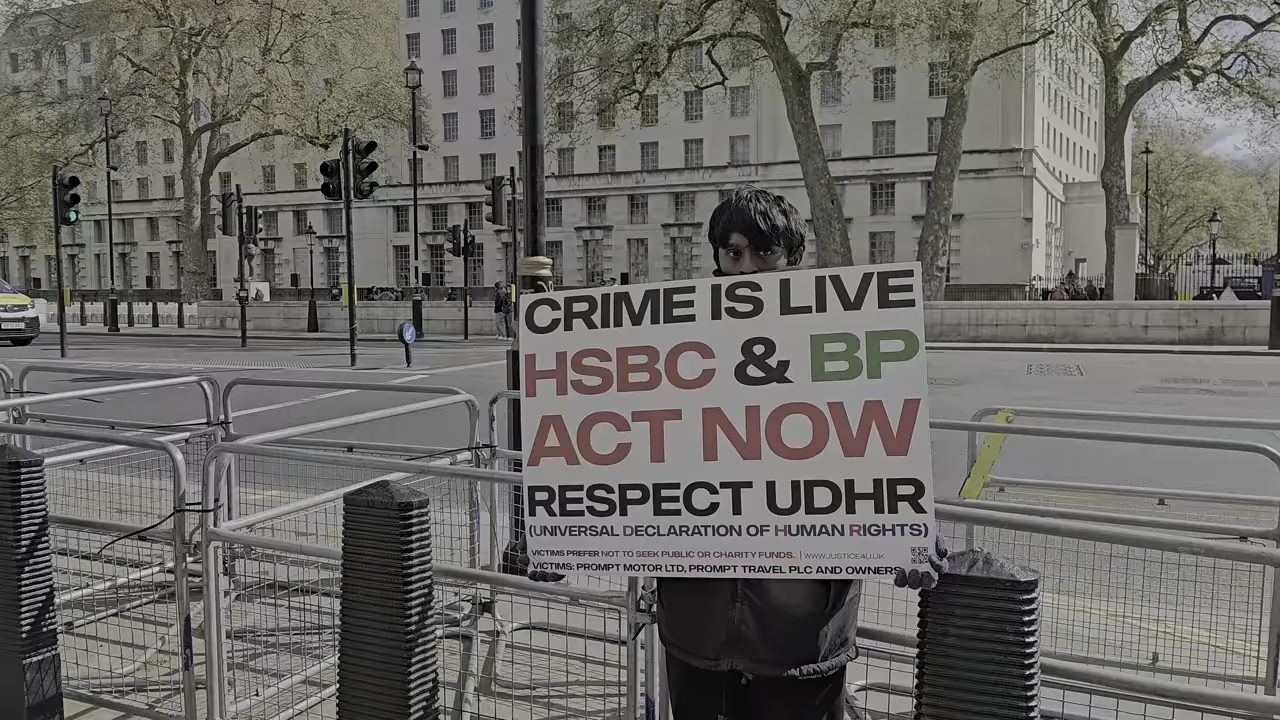 CRIME IS LIVE
HSBC & BP
ACT NOW
RESPECT UDHR
(UNIVERSAL DECLARATION OF HUMAN RIGHTS)
VICTIMS PREFER NOT TO SEEK PUBLIC OR CHARITY FUNDS. | WWW.JUSTICE4U.UK
VICTIMS: PROMPT MOTOR LTD, PROMPT TRAVEL PLC AND OWNERS